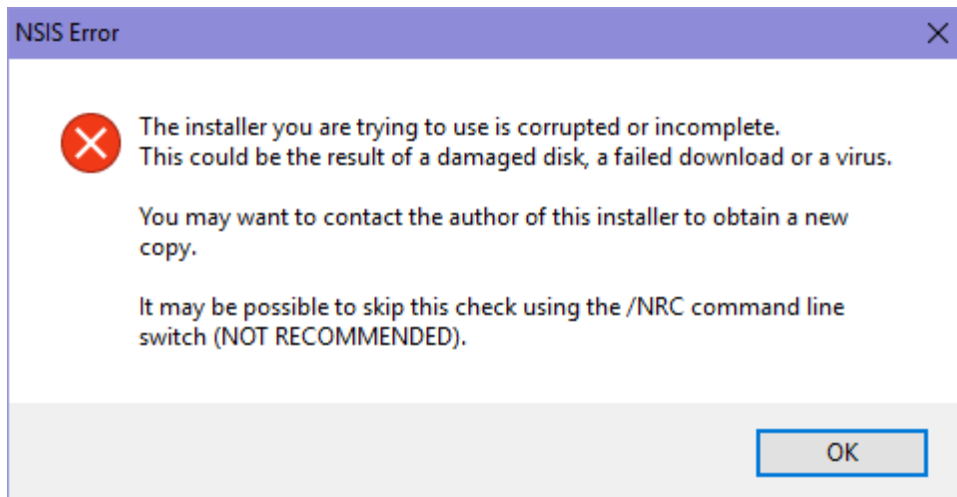 NSIS Error
The installer you are trying to use is corrupted or incomplete.
This could be the result of a damaged disk, a failed download or a virus.
You may want to contact the author of this installer to obtain a new
copy.
It may be possible to skip this check using the /NRC command line
switch (NOT RECOMMENDED).
OK